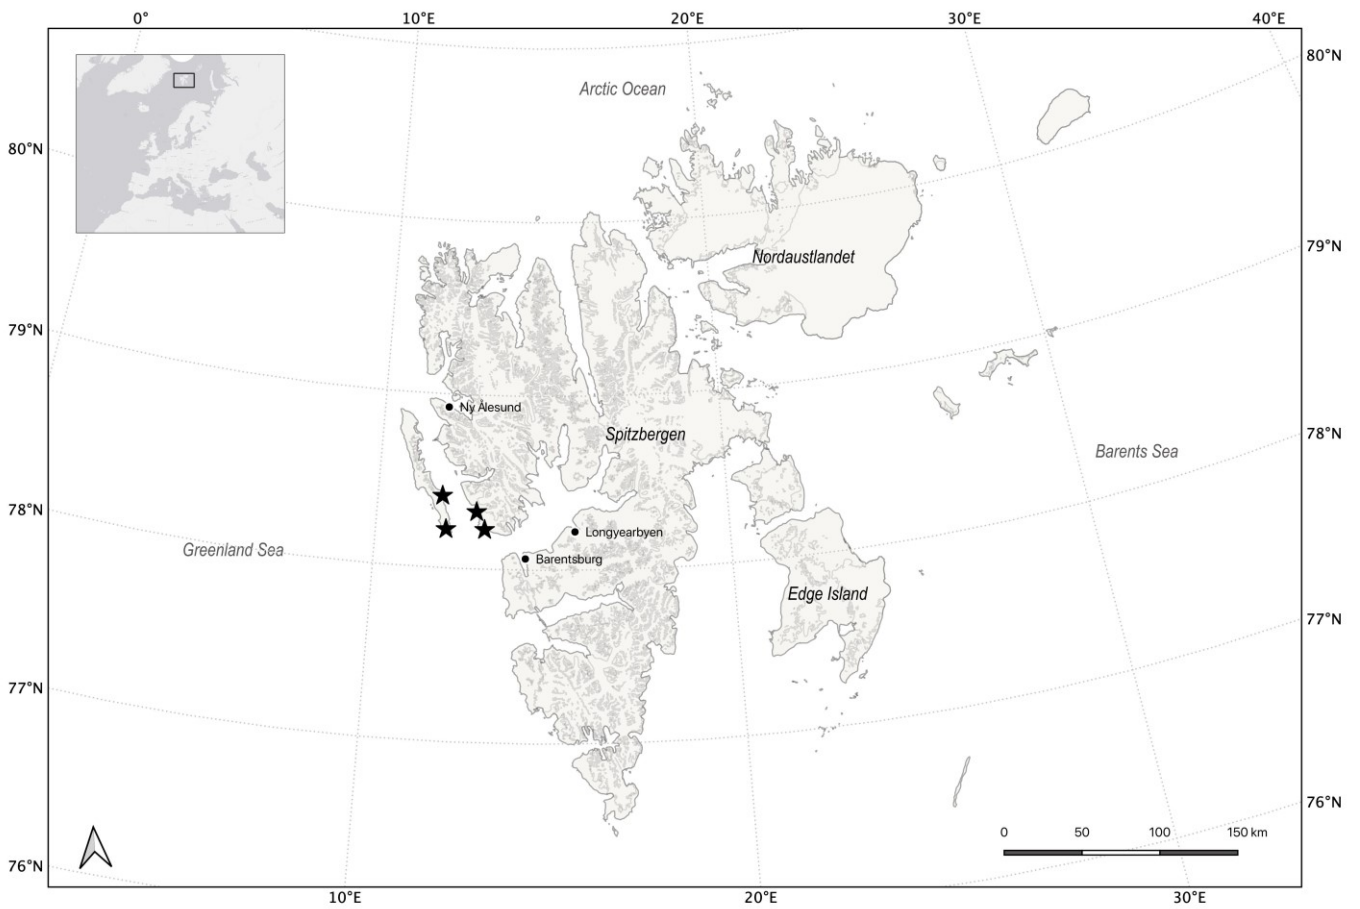 0° 10°E 20°E 30°E 40°E
80°N
Arctic Ocean
80°N
Nordaustlandet
79°N
79°N
Ny Ålesund
Spitzbergen
78°N
Barents Sea
78°N
Longyearbyen
Greenland Sea
Barentsburg
Edge Island
77°N
77°N
76°N
0 50 100 150 km
76°N
10°E 20°E 30°E